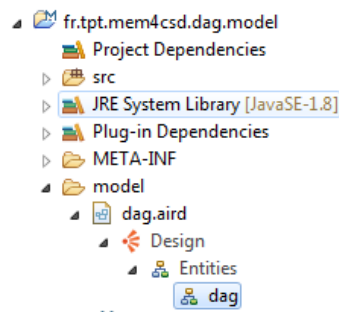 fr.tpt.mem4csd.dag.model
Project Dependencies
src
JRE System Library [JavaSE-1.8]
Plug-in Dependencies
META-INF
model
dag.aird
Design
Entities
dag